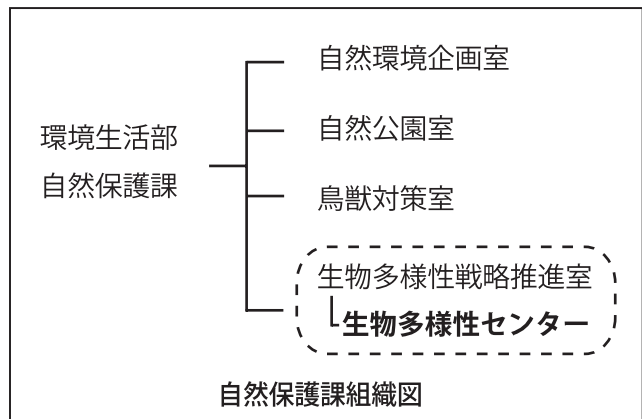 環境生活部
自然保護課
自然環境企画室
自然公園室
鳥獣対策室
生物多様性戦略推進室
生物多様性センター
自然保護課組織図